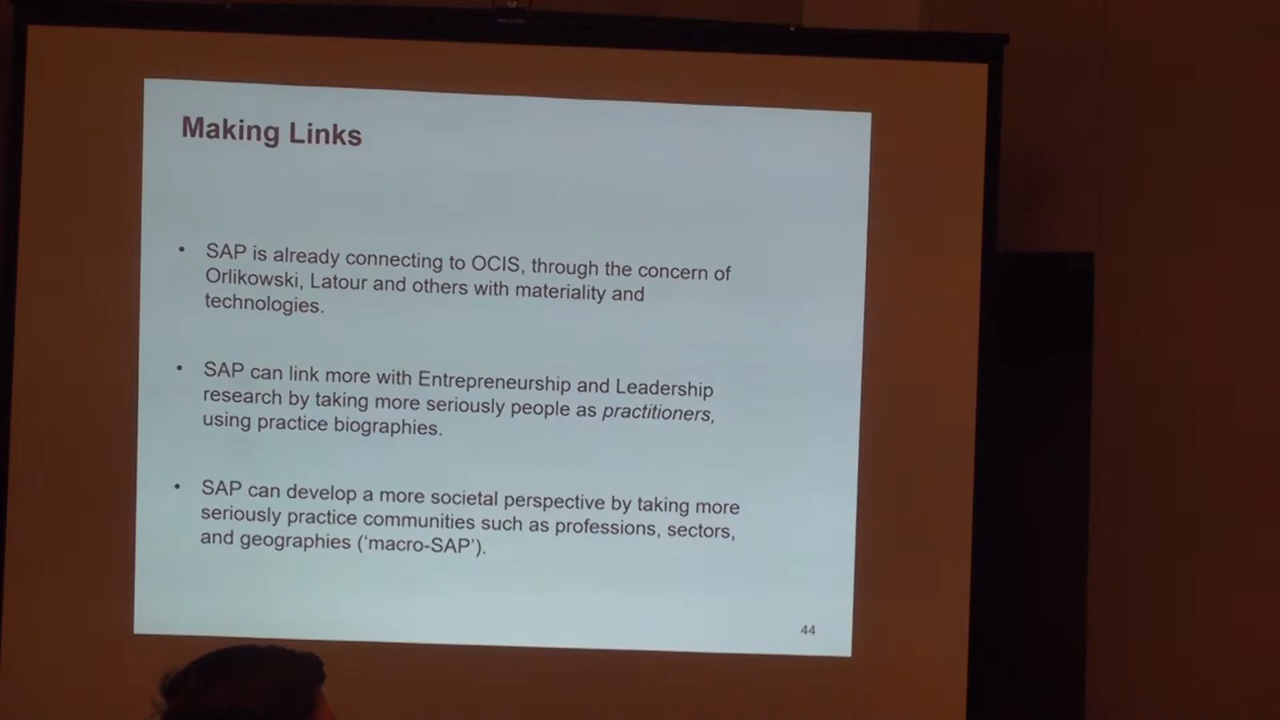 Making Links
• SAP is already connecting to OCIS, through the concern of
Orlikowski, Latour and others with materiality and
technologies.
• SAP can link more with Entrepreneurship and Leadership
research by taking more seriously people as practitioners,
using practice biographies.
• SAP can develop a more societal perspective by taking more
seriously practice communities such as professions, sectors,
and geographies (‘macro-SAP’).
44